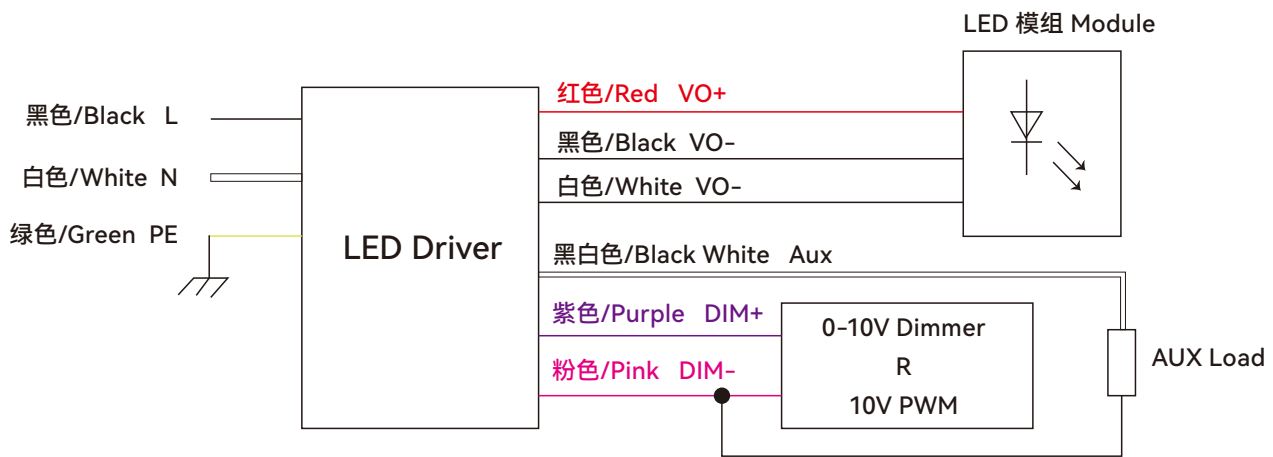 LED 模组 Module
黑色/Black L
白色/White N
绿色/Green PE
LED Driver
红色/Red VO+
黑色/Black VO-
白色/White VO-
黑白色/Black White Aux
紫色/Purple DIM+
粉色/Pink DIM-
0-10V Dimmer
R
10V PWM
AUX Load